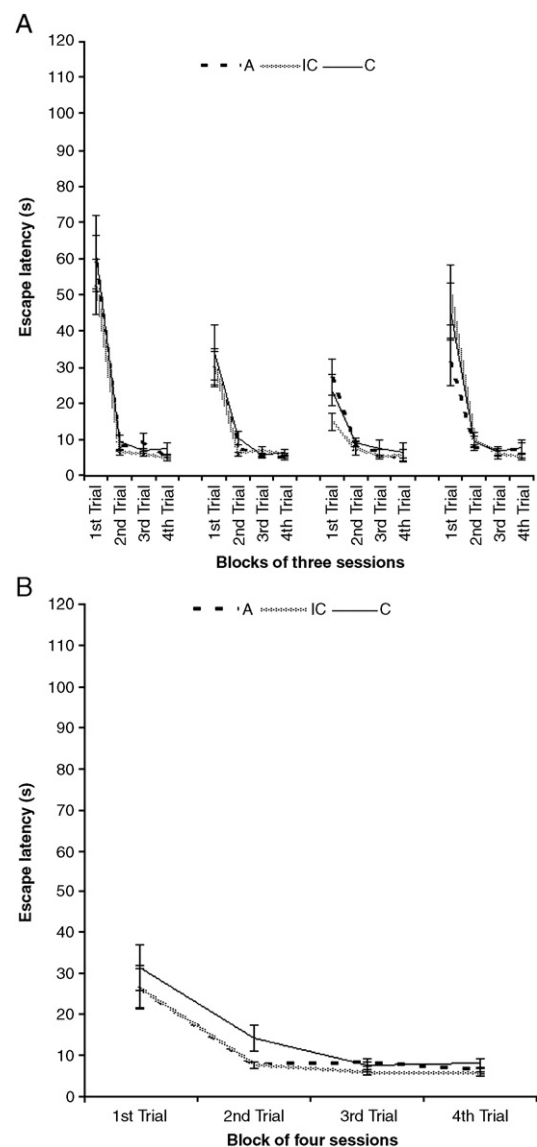 A
120
110
100
90
80
70
60
50
40
30
20
10
0
Escape latency (s)
A IC C
1st Trial
2nd Trial
3rd Trial
4th Trial
1st Trial
2nd Trial
3rd Trial
4th Trial
1st Trial
2nd Trial
3rd Trial
4th Trial
1st Trial
2nd Trial
3rd Trial
4th Trial
Blocks of three sessions
B
120
110
100
90
80
70
60
50
40
30
20
10
0
Escape latency (s)
A IC C
1st Trial 2nd Trial 3rd Trial 4th Trial
Block of four sessions